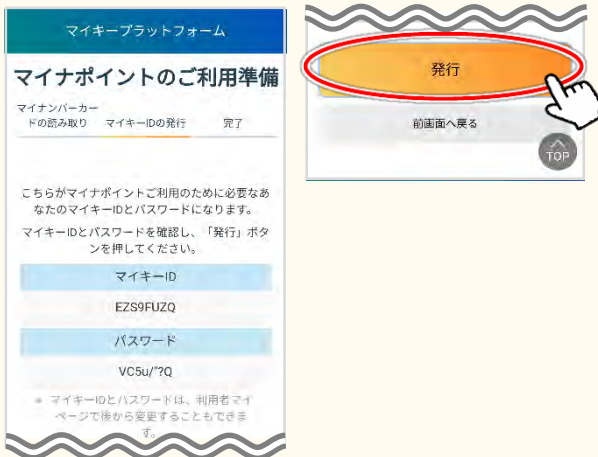 マイキープラットフォーム
マイナポイントのご利用準備
マイナンバーカー
ドの読み取り
マイキーIDの発行
完了
こちらがマイナポイントご利用のために必要なあ
なたのマイキーIDとパスワードになります。
マイキーIDとパスワードを確認し、「発行」ボタ
ンを押してください。
マイキーID
EZS9FUZQ
パスワード
VC5u/"?Q
※ マイキーIDとパスワードは、利用者マイ
ページで後から変更することもできま
す。
発行
前画面へ戻る
TOP